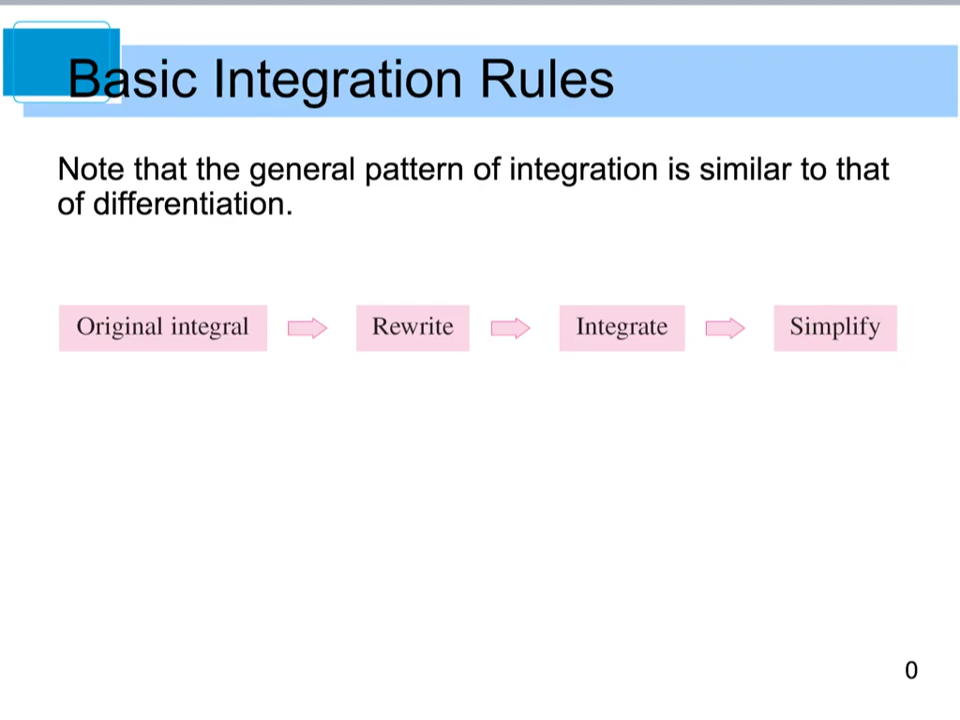 Basic Integration Rules
Note that the general pattern of integration is similar to that
of differentiation.
Original integral Rewrite Integrate Simplify
0